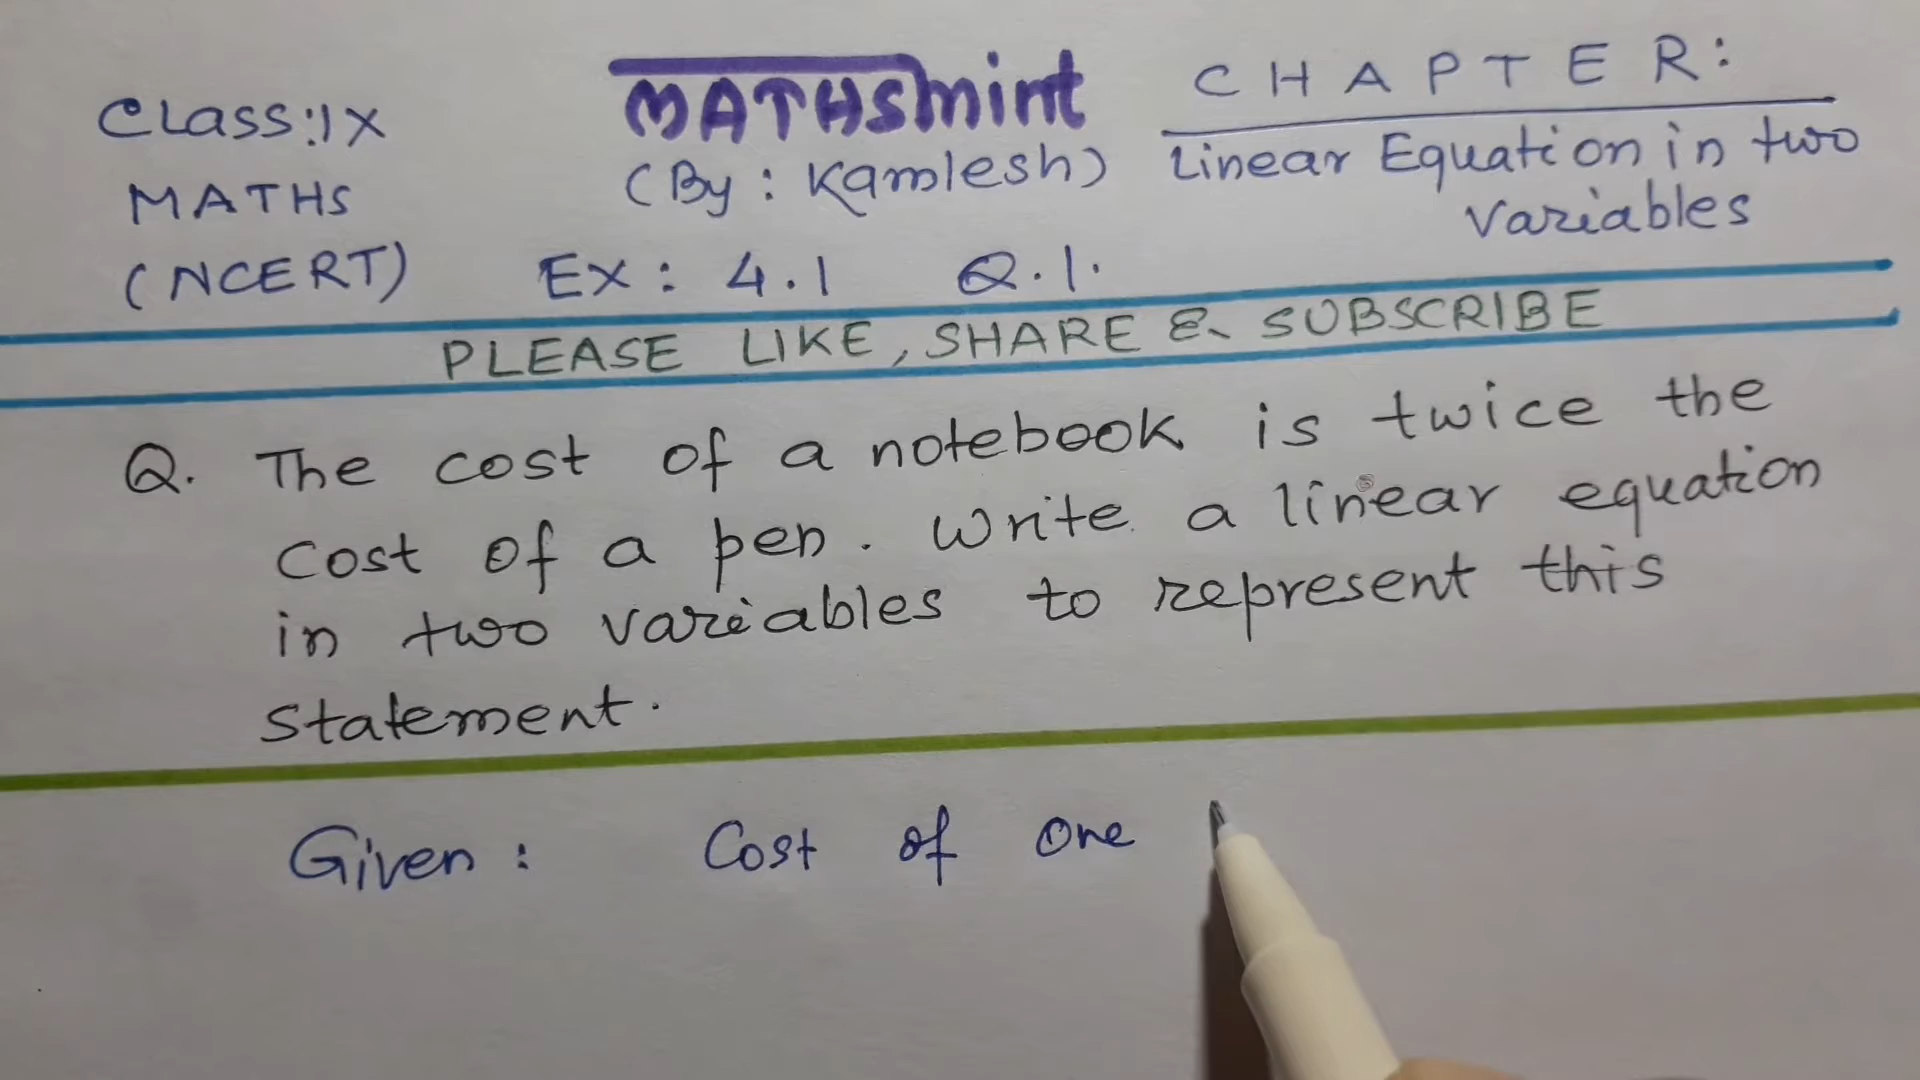 Class: IX
MATHS
(NCERT)
MATHSmint
(By: Kamlesh)
EX: 4.1 Q.1.
CHAPTER:
Linear Equation in two
variables
PLEASE LIKE, SHARE & SUBSCRIBE
Q. The cost of a notebook is twice the
cost of a pen. Write a linear equation
in two variables to represent this
statement.
Given: Cost of one